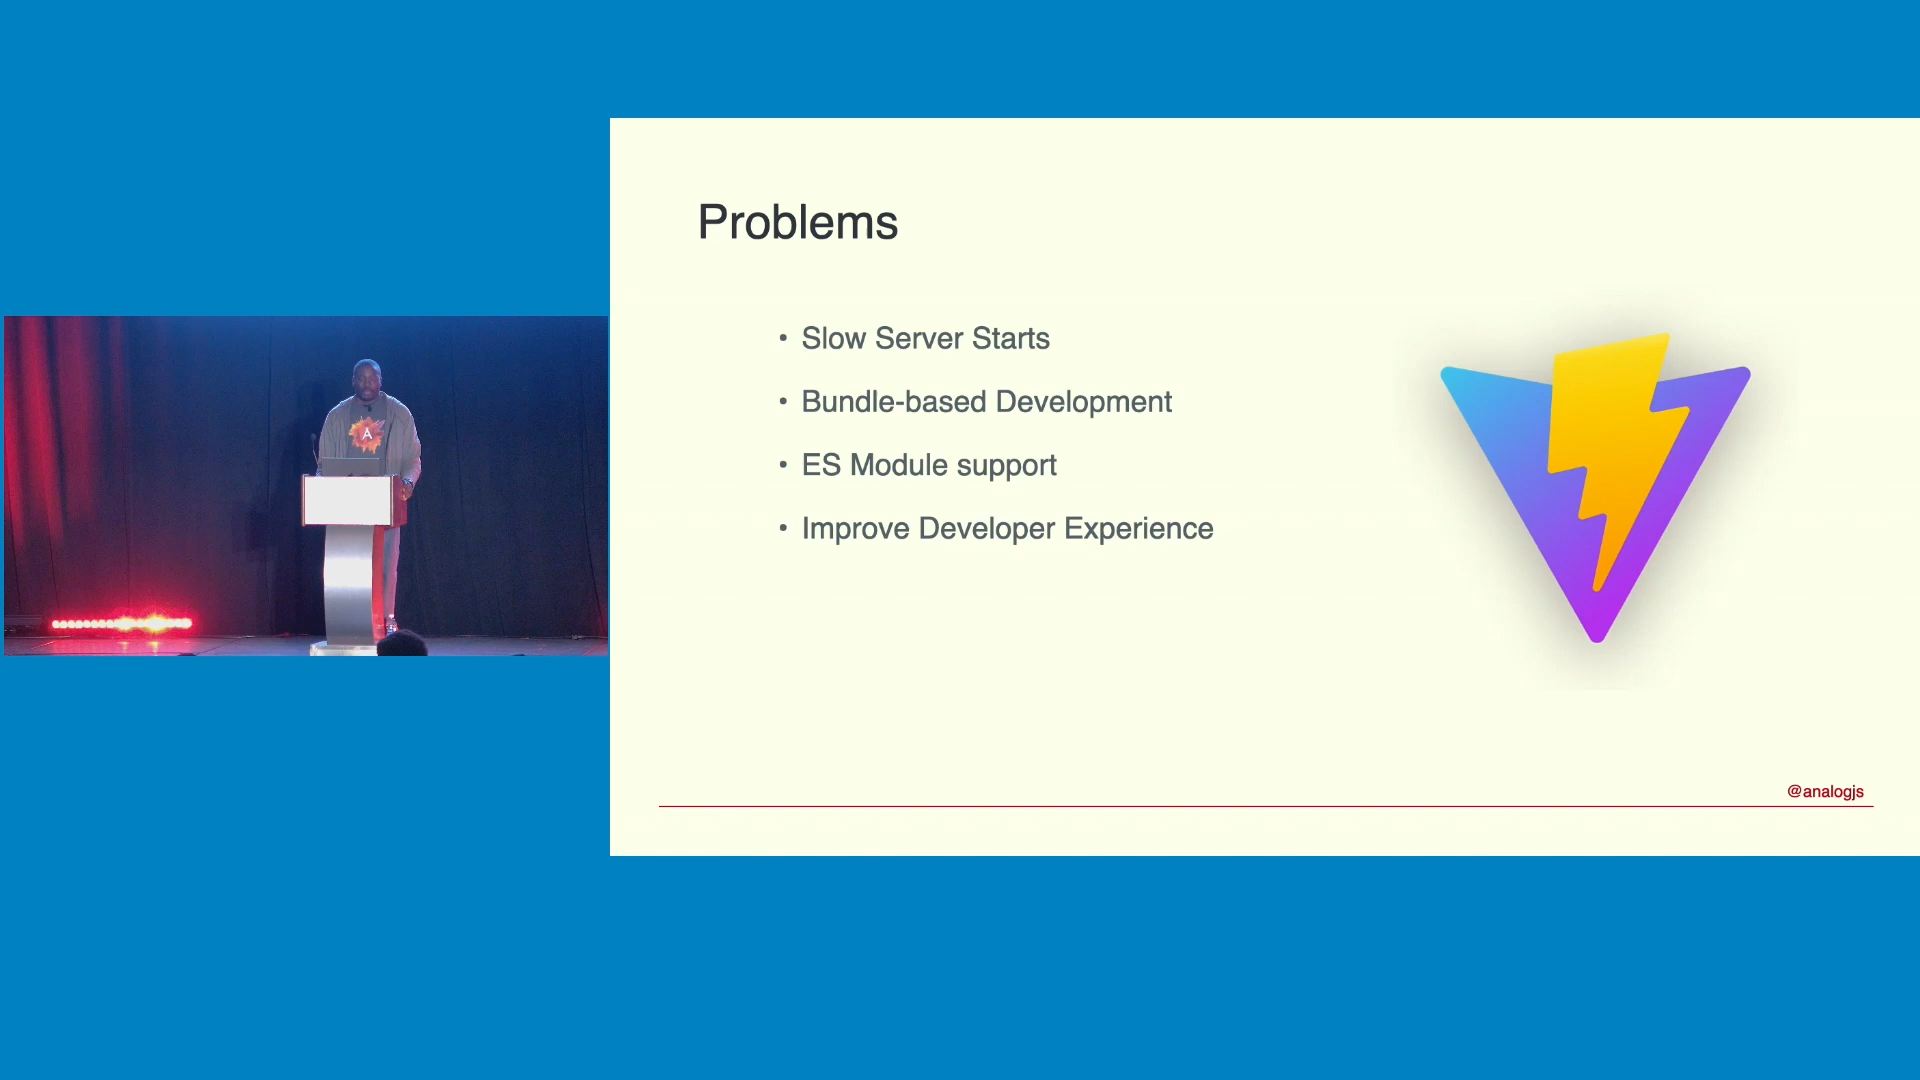 Problems
• Slow Server Starts
• Bundle-based Development
• ES Module support
• Improve Developer Experience
@analogjs
A